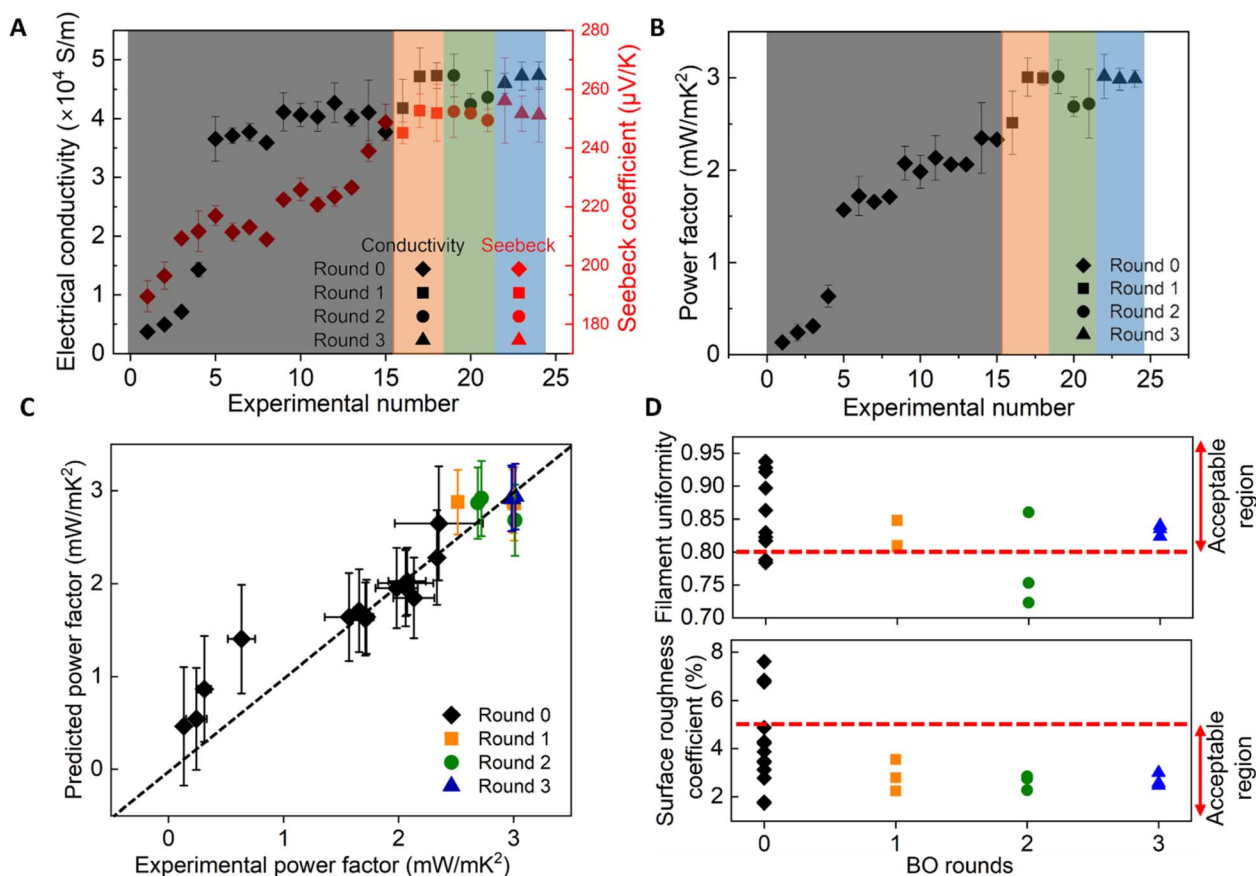 A
Electrical conductivity (×10⁴ S/m)
5
4
3
4
2
1
0
0
5
10
15
20
25
Experimental number
280
260
240
220
200
180
Seebeck coefficient (µV/K)
Conductivity Seebeck
Round 0
Round 1
Round 2
Round 3
B
Power factor (mW/mK²)
4
3
2
1
0
0
5
10
15
20
25
Experimental number
Round 0
Round 1
Round 2
Round 3
C
Predicted power factor (mW/mK²)
3
2
1
0
0
1
2
3
Experimental power factor (mW/mK²)
Round 0
Round 1
Round 2
Round 3
D
Filament uniformity
0.95
0.90
0.85
0.80
0.75
0.70
Acceptable
region
Surface roughness
coefficient (%)
8
6
4
2
Acceptable
region
0
1
2
3
BO rounds